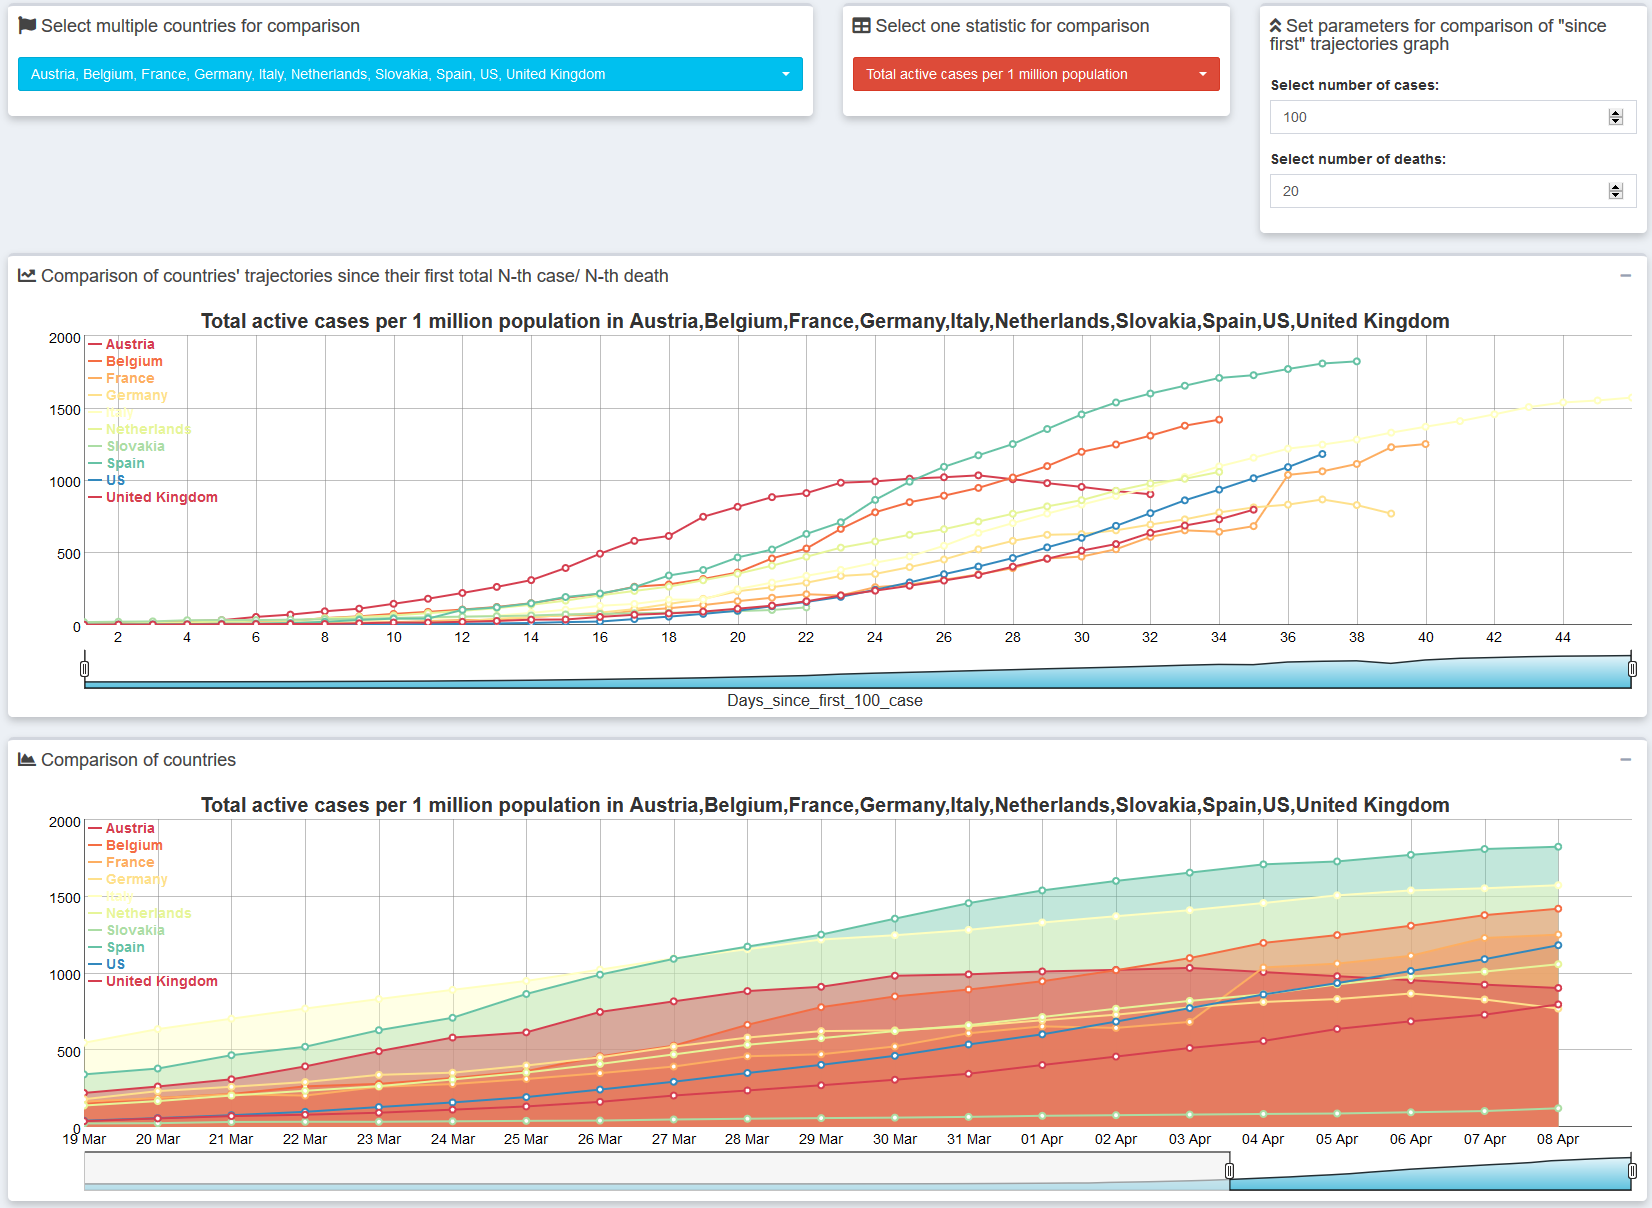 Select multiple countries for comparison
Austria, Belgium, France, Germany, Italy, Netherlands, Slovakia, Spain, US, United Kingdom
Select one statistic for comparison
Total active cases per 1 million population
Set parameters for comparison of "since
first" trajectories graph
Select number of cases:
100
Select number of deaths:
20
Comparison of countries' trajectories since their first total N-th case/ N-th death
Total active cases per 1 million population in Austria,Belgium,France,Germany,Italy,Netherlands,Slovakia,Spain,US,United Kingdom
2000
1500
1000
500
0
Austria
Belgium
France
Germany
Italy
Netherlands
Slovakia
Spain
US
United Kingdom
2 4 6 8 10 12 14 16 18 20 22 24 26 28 30 32 34 36 38 40 42 44
Days_since_first_100_case
Comparison of countries
Total active cases per 1 million population in Austria,Belgium,France,Germany,Italy,Netherlands,Slovakia,Spain,US,United Kingdom
2000
1500
1000
500
0
Austria
Belgium
France
Germany
Italy
Netherlands
Slovakia
Spain
US
United Kingdom
19 Mar 20 Mar 21 Mar 22 Mar 23 Mar 24 Mar 25 Mar 26 Mar 27 Mar 28 Mar 29 Mar 30 Mar 31 Mar 01 Apr 02 Apr 03 Apr 04 Apr 05 Apr 06 Apr 07 Apr 08 Apr